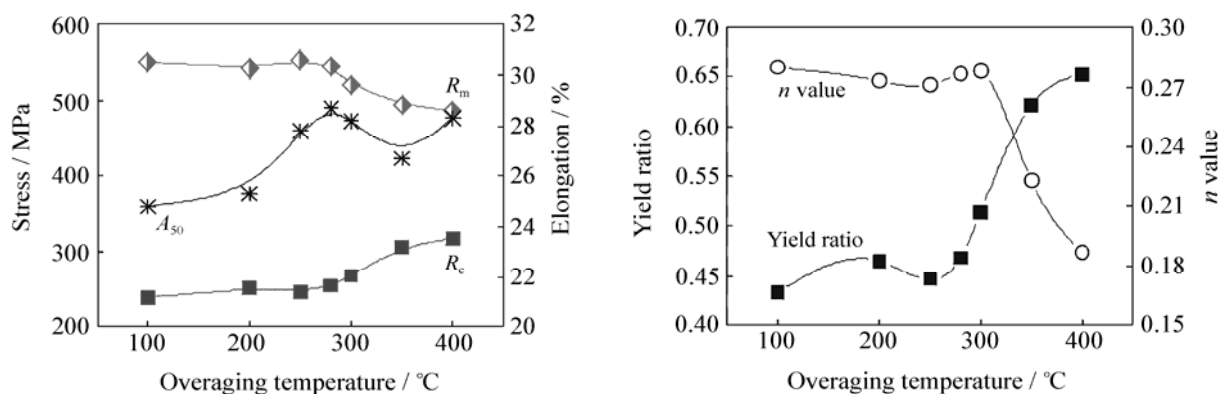 600
500
400
300
200
Stress / MPa
32
30
28
26
24
22
20
Elongation / %
Rm
A50
Re
100 200 300 400
Overaging temperature / °C
0.70
0.65
0.60
0.55
0.50
0.45
0.40
Yield ratio
0.30
0.27
0.24
0.21
0.18
0.15
n value
n value
Yield ratio
100 200 300 400
Overaging temperature / °C